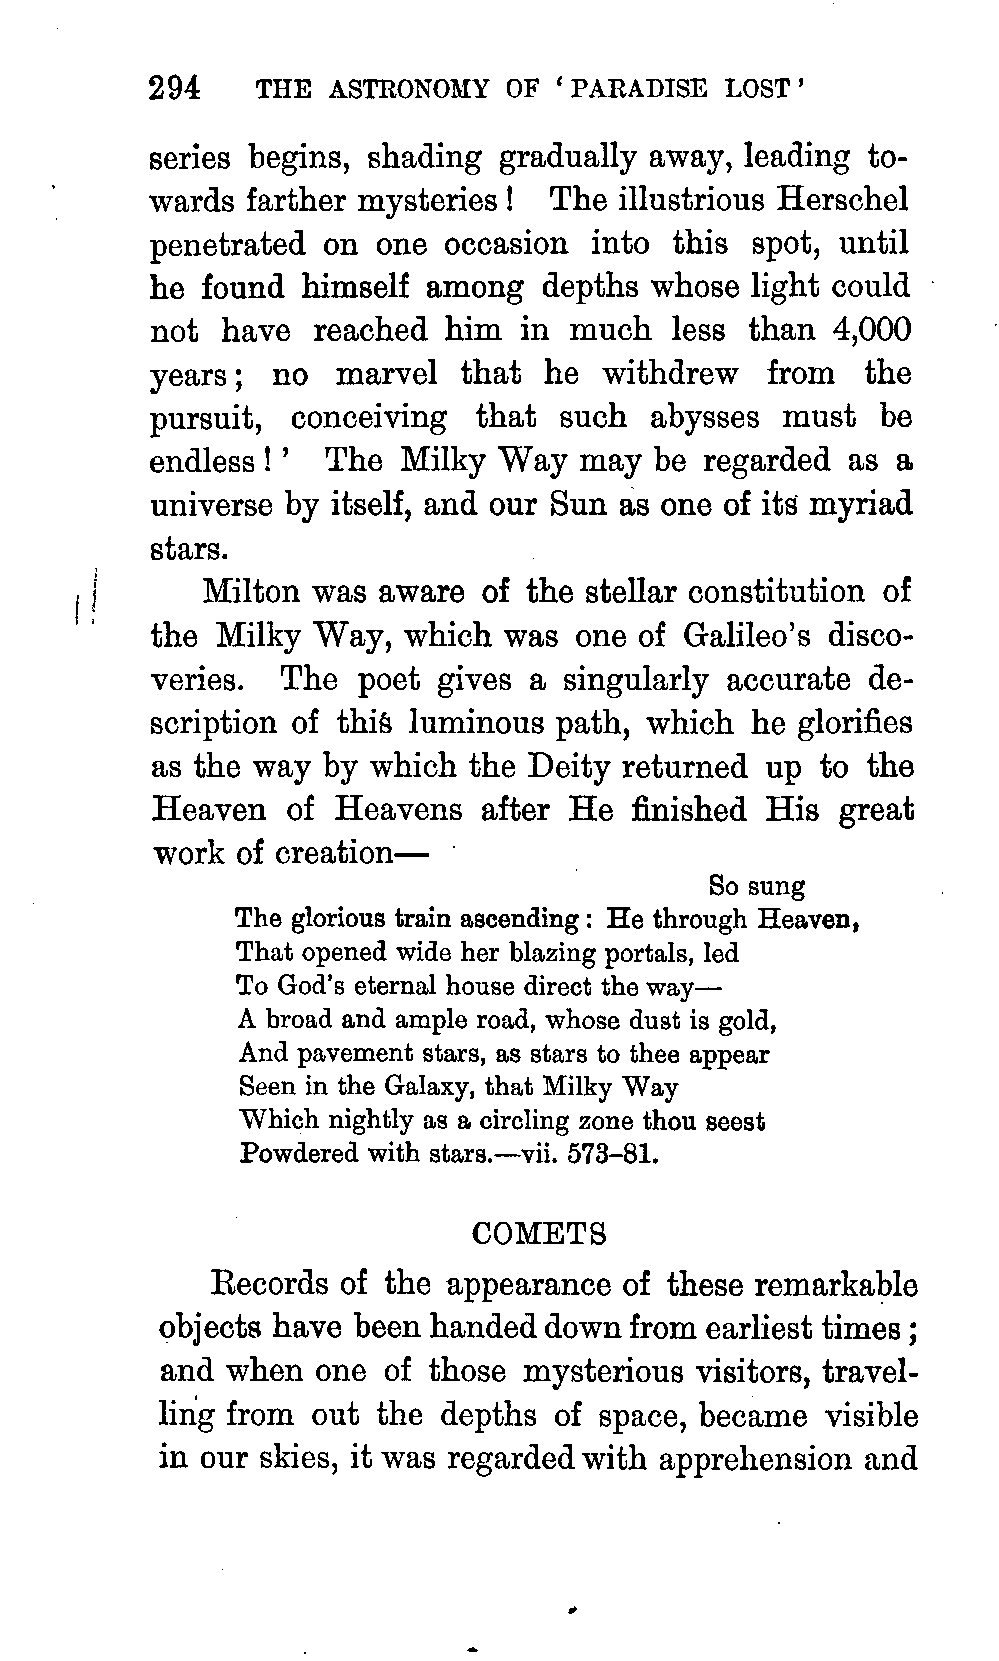 294 THE ASTRONOMY OF ‘PARADISE LOST’
series begins, shading gradually away, leading to-
wards farther mysteries! The illustrious Herschel
penetrated on one occasion into this spot, until
he found himself among depths whose light could
not have reached him in much less than 4,000
years; no marvel that he withdrew from the
pursuit, conceiving that such abysses must be
endless!’ The Milky Way may be regarded as a
universe by itself, and our Sun as one of its myriad
stars.
Milton was aware of the stellar constitution of
the Milky Way, which was one of Galileo’s disco-
veries. The poet gives a singularly accurate de-
scription of this luminous path, which he glorifies
as the way by which the Deity returned up to the
Heaven of Heavens after He finished His great
work of creation—
So sung
The glorious train ascending: He through Heaven,
That opened wide her blazing portals, led
To God’s eternal house direct the way—
A broad and ample road, whose dust is gold,
And pavement stars, as stars to thee appear
Seen in the Galaxy, that Milky Way
Which nightly as a circling zone thou seest
Powdered with stars.—vii. 573–81.
COMETS
Records of the appearance of these remarkable
objects have been handed down from earliest times;
and when one of those mysterious visitors, travel-
ling from out the depths of space, became visible
in our skies, it was regarded with apprehension and